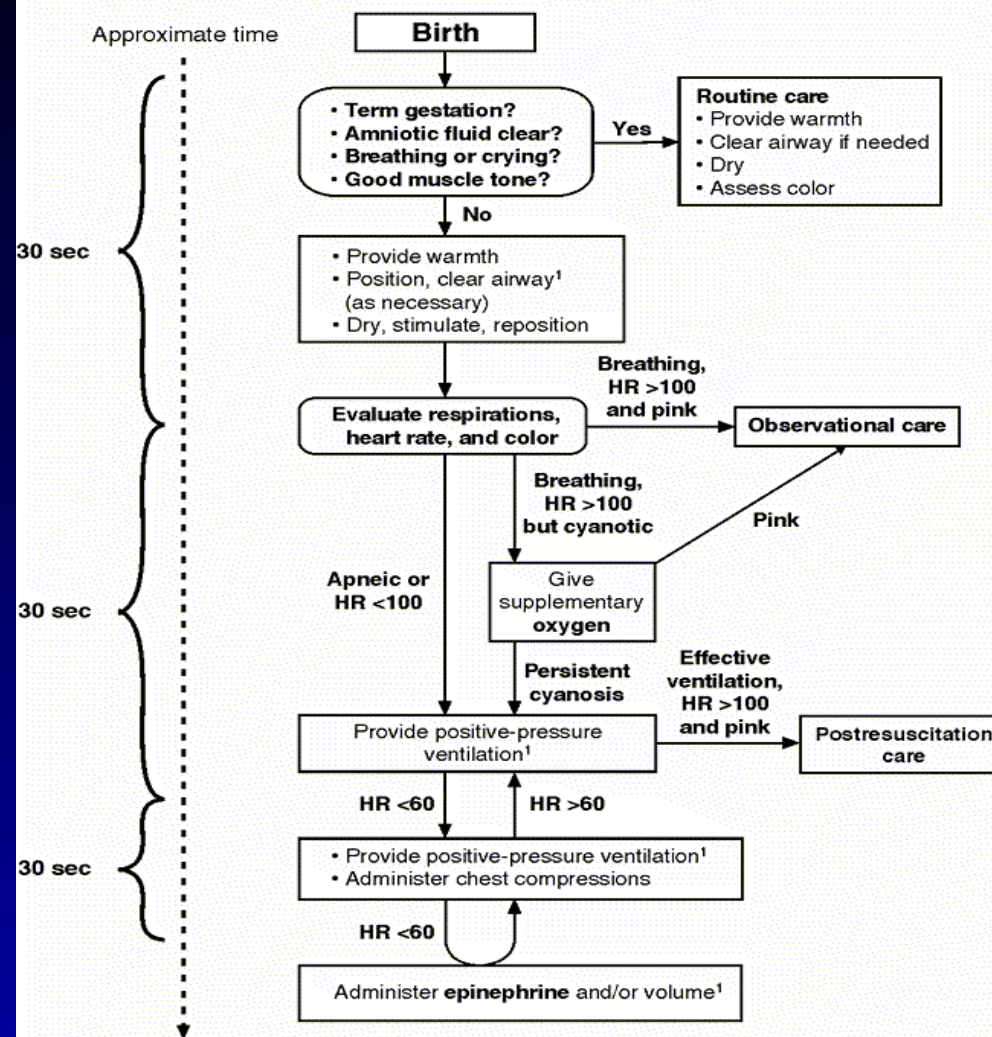 Approximate time
Birth
• Term gestation?
• Amniotic fluid clear?
• Breathing or crying?
• Good muscle tone?
Yes
Routine care
• Provide warmth
• Clear airway if needed
• Dry
• Assess color
No
30 sec
• Provide warmth
• Position, clear airway¹
(as necessary)
• Dry, stimulate, reposition
Evaluate respirations,
heart rate, and color
Breathing,
HR >100
and pink
Observational care
Breathing,
HR >100
but cyanotic
Pink
Apneic or
HR <100
30 sec
Give
supplementary
oxygen
Persistent
cyanosis
Effective
ventilation,
HR >100
and pink
Provide positive-pressure
ventilation¹
Postresuscitation
care
HR <60
HR >60
30 sec
• Provide positive-pressure ventilation¹
• Administer chest compressions
HR <60
Administer epinephrine and/or volume¹